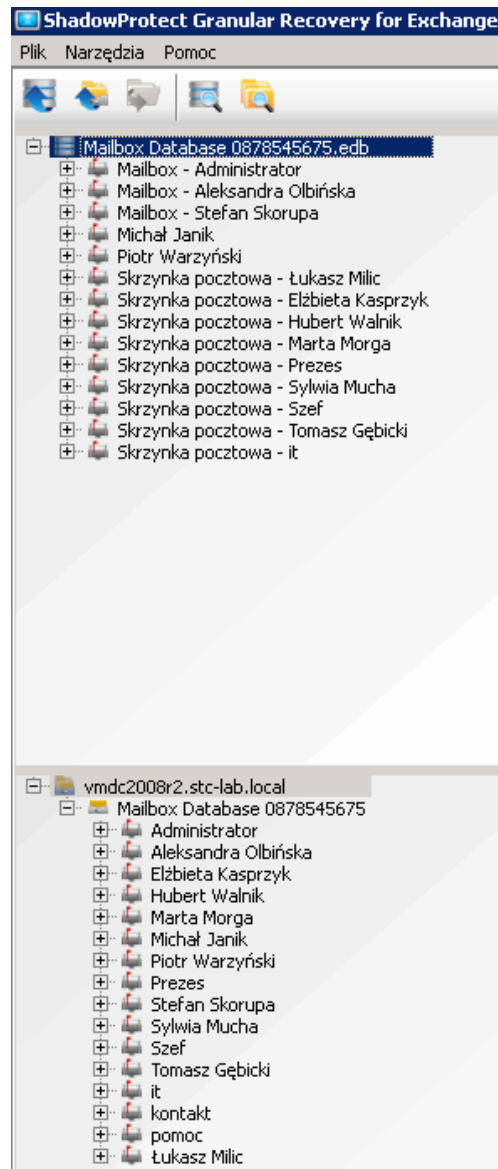 ShadowProtect Granular Recovery for Exchange
Plik Narzędzia Pomoc
Mailbox Database 0878545675.edb
Mailbox - Administrator
Mailbox - Aleksandra Olbińska
Mailbox - Stefan Skorupa
Michał Janik
Piotr Warzyński
Skrzynka pocztowa - Łukasz Milic
Skrzynka pocztowa - Elżbieta Kasprzyk
Skrzynka pocztowa - Hubert Walnik
Skrzynka pocztowa - Marta Morga
Skrzynka pocztowa - Prezes
Skrzynka pocztowa - Sylwia Mucha
Skrzynka pocztowa - Szef
Skrzynka pocztowa - Tomasz Gębicki
Skrzynka pocztowa - it
vmdc2008r2.stc-lab.local
Mailbox Database 0878545675
Administrator
Aleksandra Olbińska
Elżbieta Kasprzyk
Hubert Walnik
Marta Morga
Michał Janik
Piotr Warzyński
Prezes
Stefan Skorupa
Sylwia Mucha
Szef
Tomasz Gębicki
it
kontakt
pomoc
Łukasz Milic